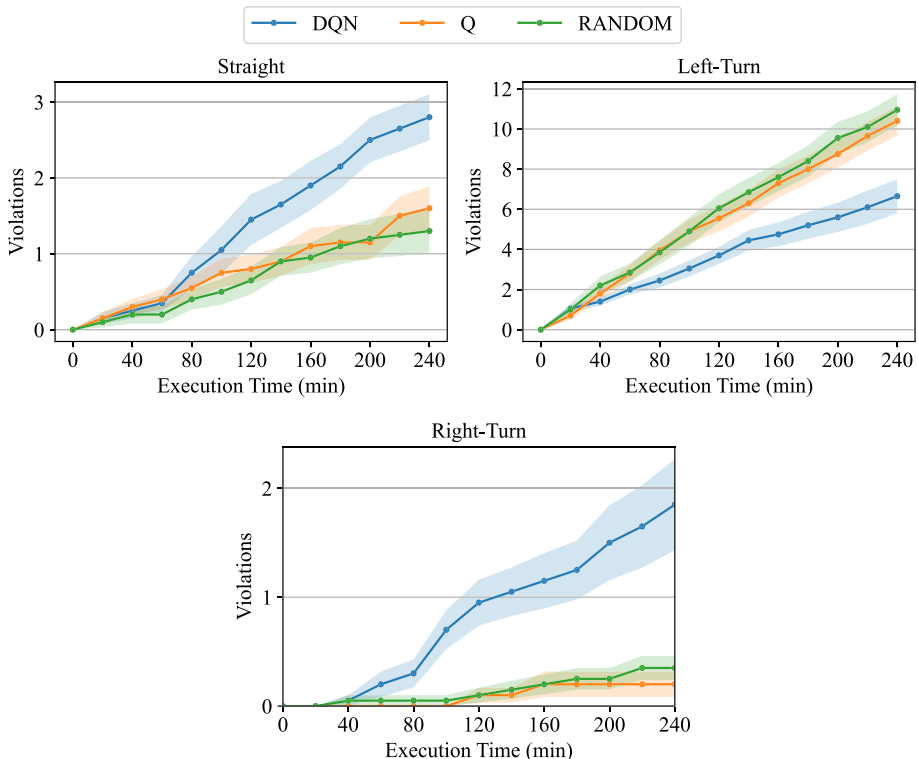 DQN Q RANDOM
Straight
3
2
1
0
Violations
0 40 80 120 160 200 240
Execution Time (min)
Left-Turn
12
10
8
6
4
2
0
Violations
0 40 80 120 160 200 240
Execution Time (min)
Right-Turn
2
1
0
Violations
0 40 80 120 160 200 240
Execution Time (min)